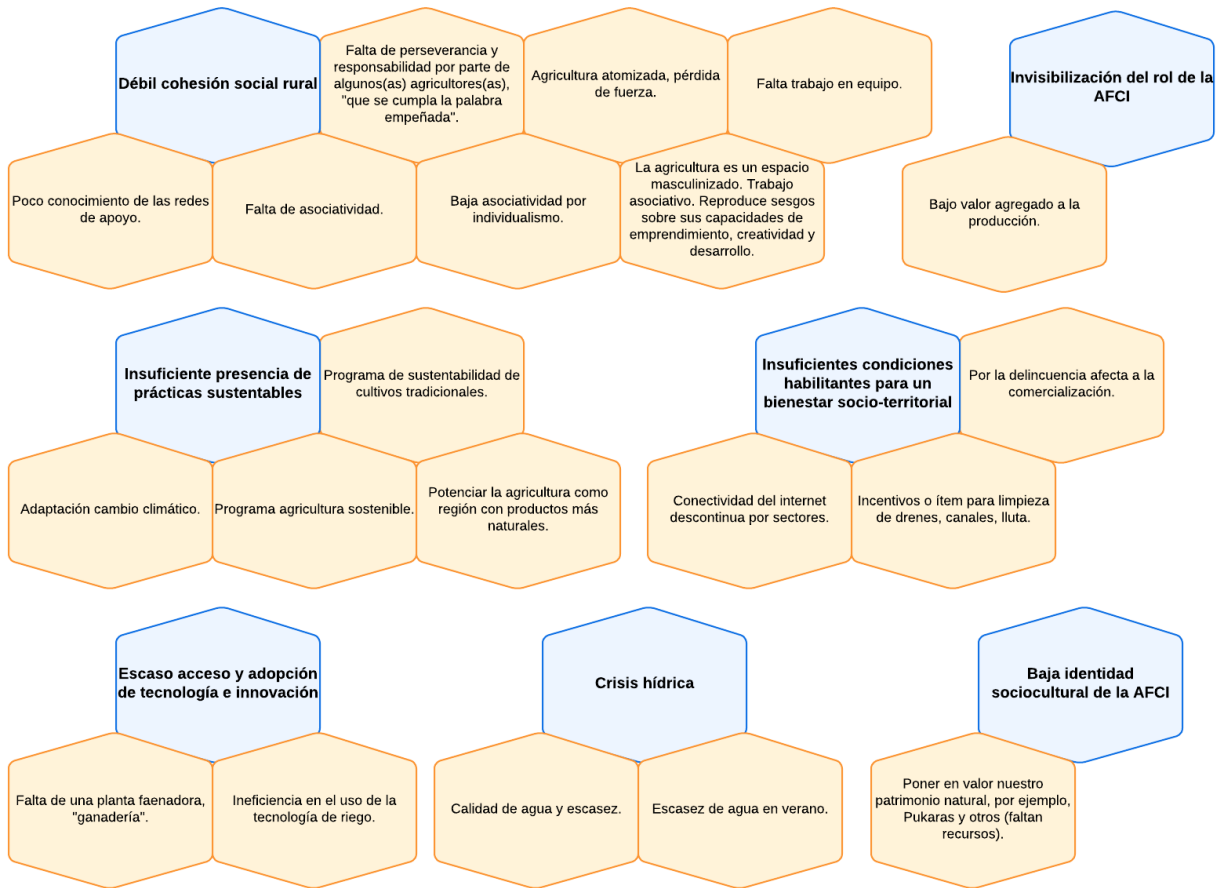 Débil cohesión social rural
Falta de perseverancia y
responsabilidad por parte de
algunos(as) agricultores(as),
"que se cumpla la palabra
empeñada".
Agricultura atomizada, pérdida
de fuerza.
Falta trabajo en equipo.
Poco conocimiento de las redes
de apoyo.
Falta de asociatividad.
Baja asociatividad por
individualismo.
La agricultura es un espacio
masculinizado. Trabajo
asociativo. Reproduce sesgos
sobre sus capacidades de
emprendimiento, creatividad y
desarrollo.
Invisibilización del rol de la
AFCI
Bajo valor agregado a la
producción.
Insuficiente presencia de
prácticas sustentables
Programa de sustentabilidad de
cultivos tradicionales.
Adaptación cambio climático.
Programa agricultura sostenible.
Potenciar la agricultura como
región con productos más
naturales.
Insuficientes condiciones
habilitantes para un
bienestar socio-territorial
Por la delincuencia afecta a la
comercialización.
Conectividad del internet
descontinua por sectores.
Incentivos o ítem para limpieza
de drenes, canales, lluta.
Escaso acceso y adopción
de tecnología e innovación
Falta de una planta faenadora,
"ganadería".
Ineficiencia en el uso de la
tecnología de riego.
Crisis hídrica
Calidad de agua y escasez.
Escasez de agua en verano.
Baja identidad
sociocultural de la AFCI
Poner en valor nuestro
patrimonio natural, por ejemplo,
Pukaras y otros (faltan
recursos).